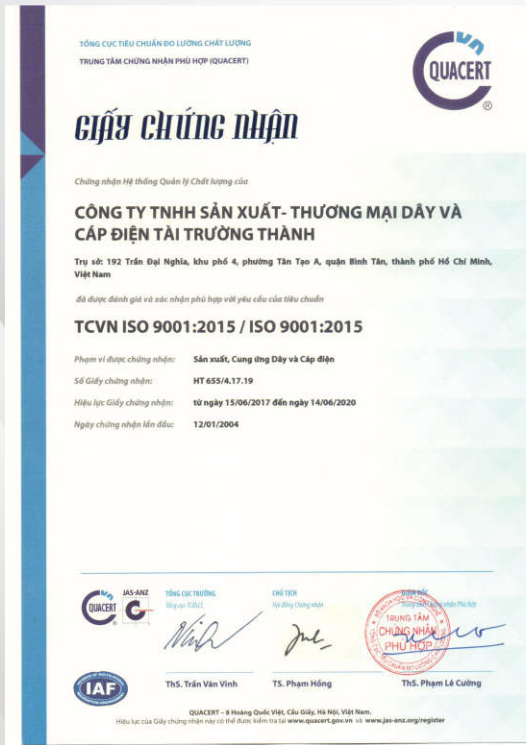 TỔNG CỤC TIÊU CHUẨN ĐO LƯỜNG CHẤT LƯỢNG
TRUNG TÂM CHỨNG NHẬN PHÙ HỢP (QUACERT)
QUACERT
®
GIẤY CHỨNG NHẬN
Chứng nhận Hệ thống Quản lý Chất lượng của
CÔNG TY TNHH SẢN XUẤT- THƯƠNG MẠI DÂY VÀ
CÁP ĐIỆN TÀI TRƯỜNG THÀNH
Trụ sở: 192 Trần Đại Nghĩa, khu phố 4, phường Tân Tạo A, quận Bình Tân, thành phố Hồ Chí Minh,
Việt Nam
đã được đánh giá và xác nhận phù hợp với yêu cầu của tiêu chuẩn
TCVN ISO 9001:2015 / ISO 9001:2015
Phạm vi được chứng nhận: Sản xuất, Cung ứng Dây và Cáp điện
Số Giấy chứng nhận: HT 655/4.17.19
Hiệu lực Giấy chứng nhận: từ ngày 15/06/2017 đến ngày 14/06/2020
Ngày chứng nhận lần đầu: 12/01/2004
QUACERT
JAS-ANZ
TỔNG CỤC TRƯỞNG
Tổng cục TCĐLCL
CHỦ TỊCH
Hội đồng Chứng nhận
GIÁM ĐỐC
Trung tâm Chứng nhận Phù hợp
TRUNG TÂM
CHỨNG NHẬN
PHÙ HỢP
IAF
ThS. Trần Văn Vinh
TS. Phạm Hồng
ThS. Phạm Lê Cường
QUACERT – 8 Hoàng Quốc Việt, Cầu Giấy, Hà Nội, Việt Nam.
Hiệu lực của Giấy chứng nhận này có thể được kiểm tra tại www.quacert.gov.vn và www.jas-anz.org/register